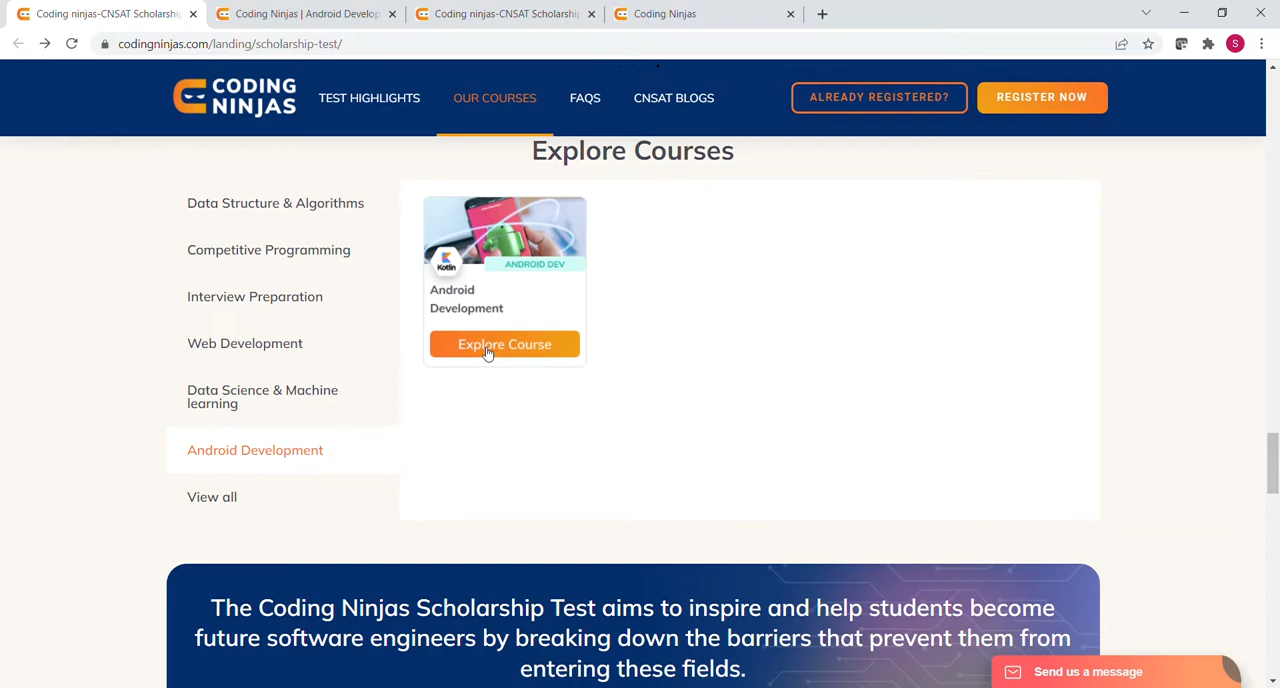 Coding ninjas-CNSAT Scholarship
Coding Ninjas | Android Develop
Coding ninjas-CNSAT Scholarship
Coding Ninjas
codingninjas.com/landing/scholarship-test/
S
CODING
NINJAS
TEST HIGHLIGHTS
OUR COURSES
FAQS
CNSAT BLOGS
ALREADY REGISTERED?
REGISTER NOW
Explore Courses
Data Structure & Algorithms
Competitive Programming
Interview Preparation
Web Development
Data Science & Machine
learning
Android Development
View all
Kotlin
ANDROID DEV
Android
Development
Explore Course
The Coding Ninjas Scholarship Test aims to inspire and help students become
future software engineers by breaking down the barriers that prevent them from
entering these fields.
Send us a message